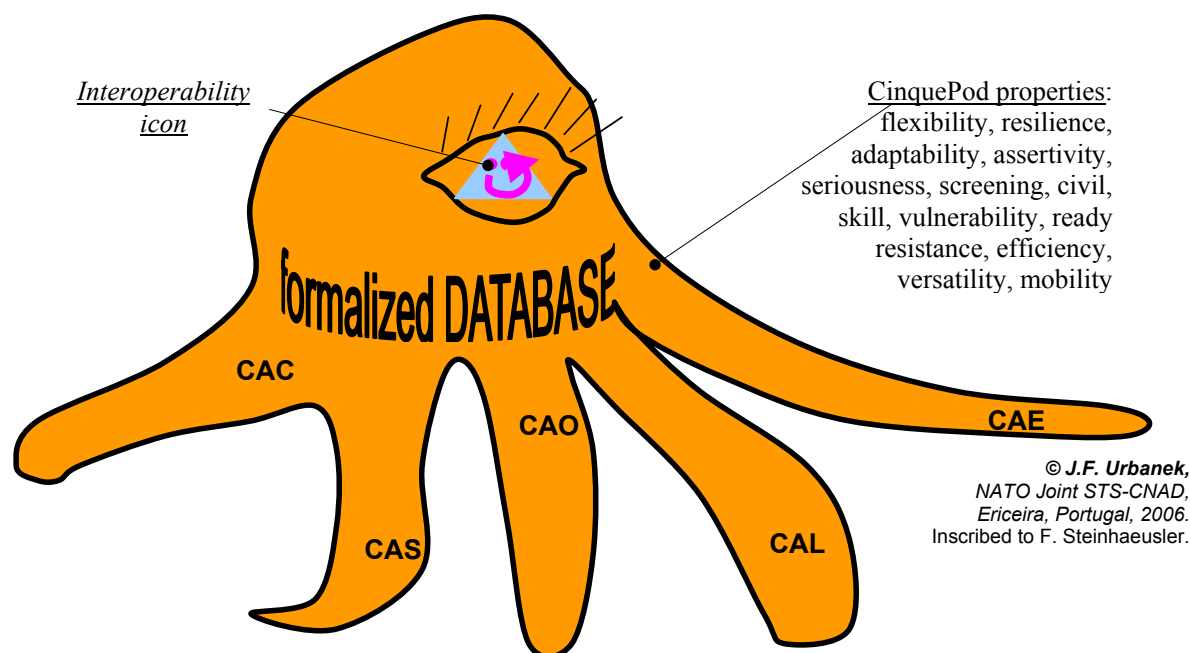 Interoperability
icon
CinquePod properties:
flexibility, resilience,
adaptability, assertivity,
seriousness, screening, civil,
skill, vulnerability, ready
resistance, efficiency,
versatility, mobility
formalized DATABASE
CAC
CAO
CAE
CAS
CAL
© J.F. Urbanek,
NATO Joint STS-CNAD,
Ericeira, Portugal, 2006.
Inscribed to F. Steinhaeusler.